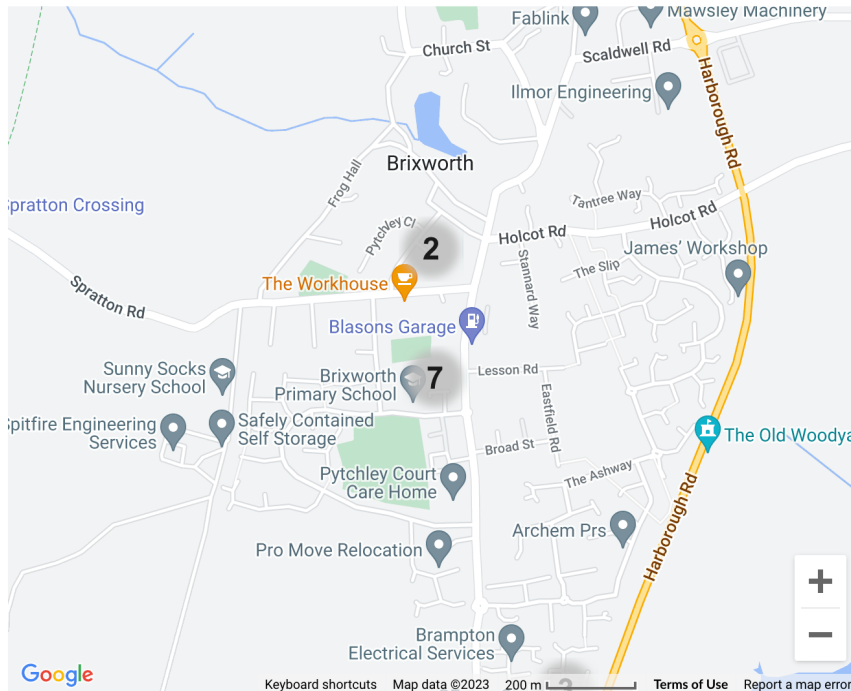 Fablink
Mawsley Machinery
Church St
Scaldwell Rd
Ilmor Engineering
Harborough Rd
Brixworth
Frog Hall
Tantree Way
Spratton Crossing
Pytchley Cl
Holcot Rd
Holcot Rd
2
James' Workshop
The Slip
Stannard Way
The Workhouse
Spratton Rd
Blasons Garage
Sunny Socks
Nursery School
Brixworth
Primary School
7
Lesson Rd
Eastfield Rd
Spitfire Engineering
Services
Safely Contained
Self Storage
The Old Woodya
Broad St
The Ashway
Pytchley Court
Care Home
Harborough Rd
Archem Prs
Pro Move Relocation
+
−
Brampton
Electrical Services
Google
Keyboard shortcuts
Map data ©2023
200 m
Terms of Use
Report a map error